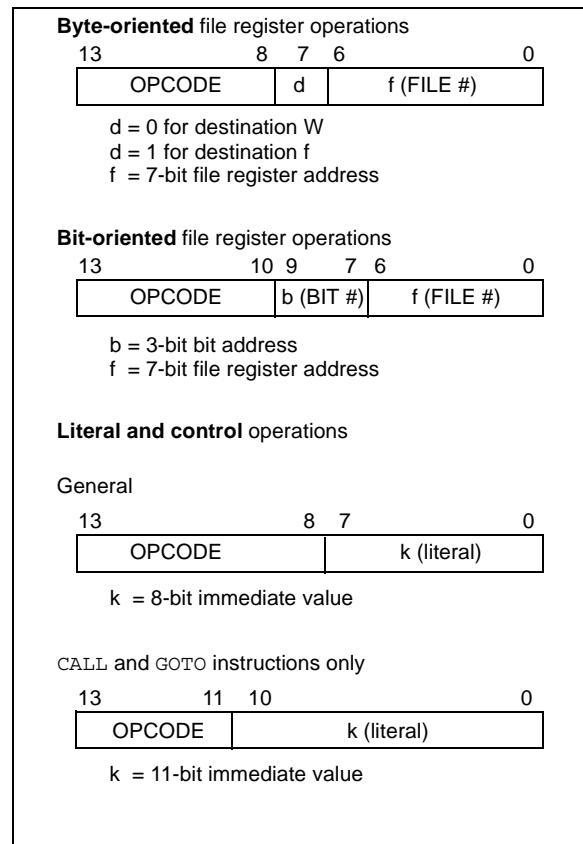 Byte-oriented file register operations
13 8 7 6 0
OPCODE d f (FILE #)
d = 0 for destination W
d = 1 for destination f
f = 7-bit file register address
Bit-oriented file register operations
13 10 9 7 6 0
OPCODE b (BIT #) f (FILE #)
b = 3-bit bit address
f = 7-bit file register address
Literal and control operations
General
13 8 7 0
OPCODE k (literal)
k = 8-bit immediate value
CALL and GOTO instructions only
13 11 10 0
OPCODE k (literal)
k = 11-bit immediate value